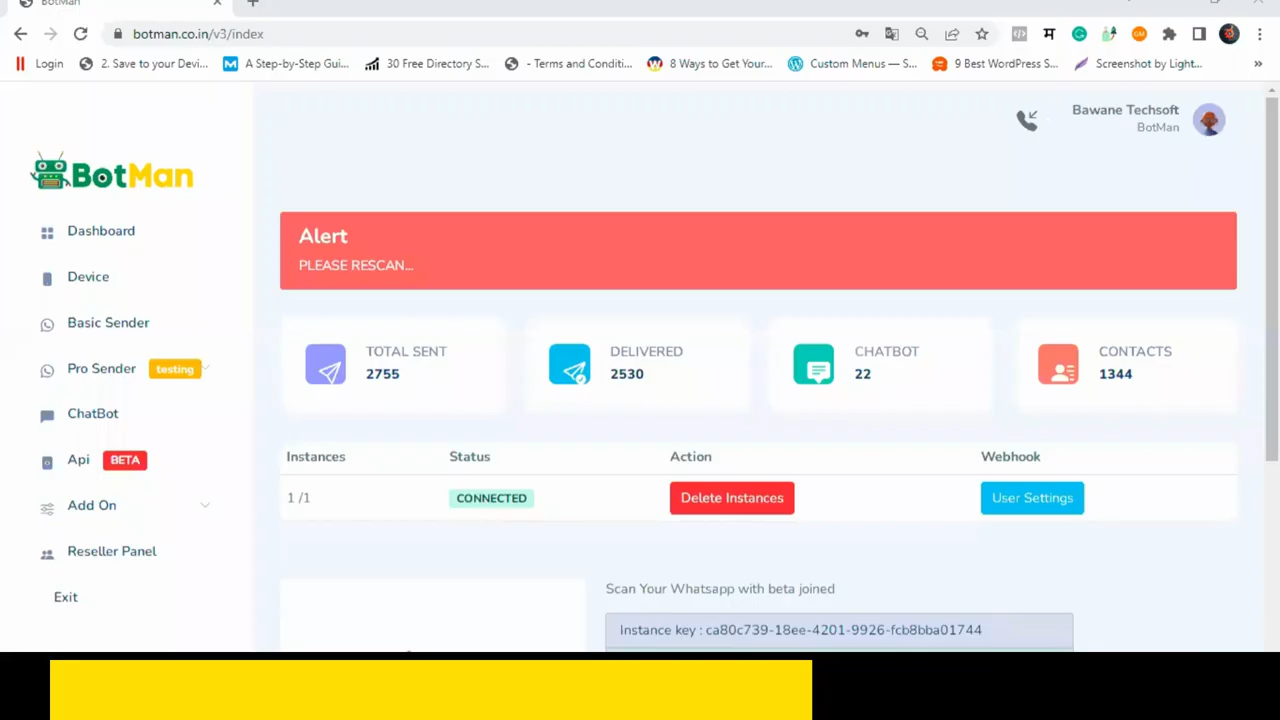 BotMan
botman.co.in/v3/index
Login
2. Save to your Devi...
A Step-by-Step Gui...
30 Free Directory S...
- Terms and Conditi...
8 Ways to Get Your...
Custom Menus — S...
9 Best WordPress S...
Screenshot by Light...
»
Bawane Techsoft
BotMan
BotMan
Dashboard
Device
Basic Sender
Pro Sender testing
ChatBot
Api BETA
Add On
Reseller Panel
Exit
Alert
PLEASE RESCAN...
TOTAL SENT
2755
DELIVERED
2530
CHATBOT
22
CONTACTS
1344
Instances Status Action Webhook
1 /1 CONNECTED Delete Instances User Settings
Scan Your Whatsapp with beta joined
Instance key : ca80c739-18ee-4201-9926-fcb8bba01744